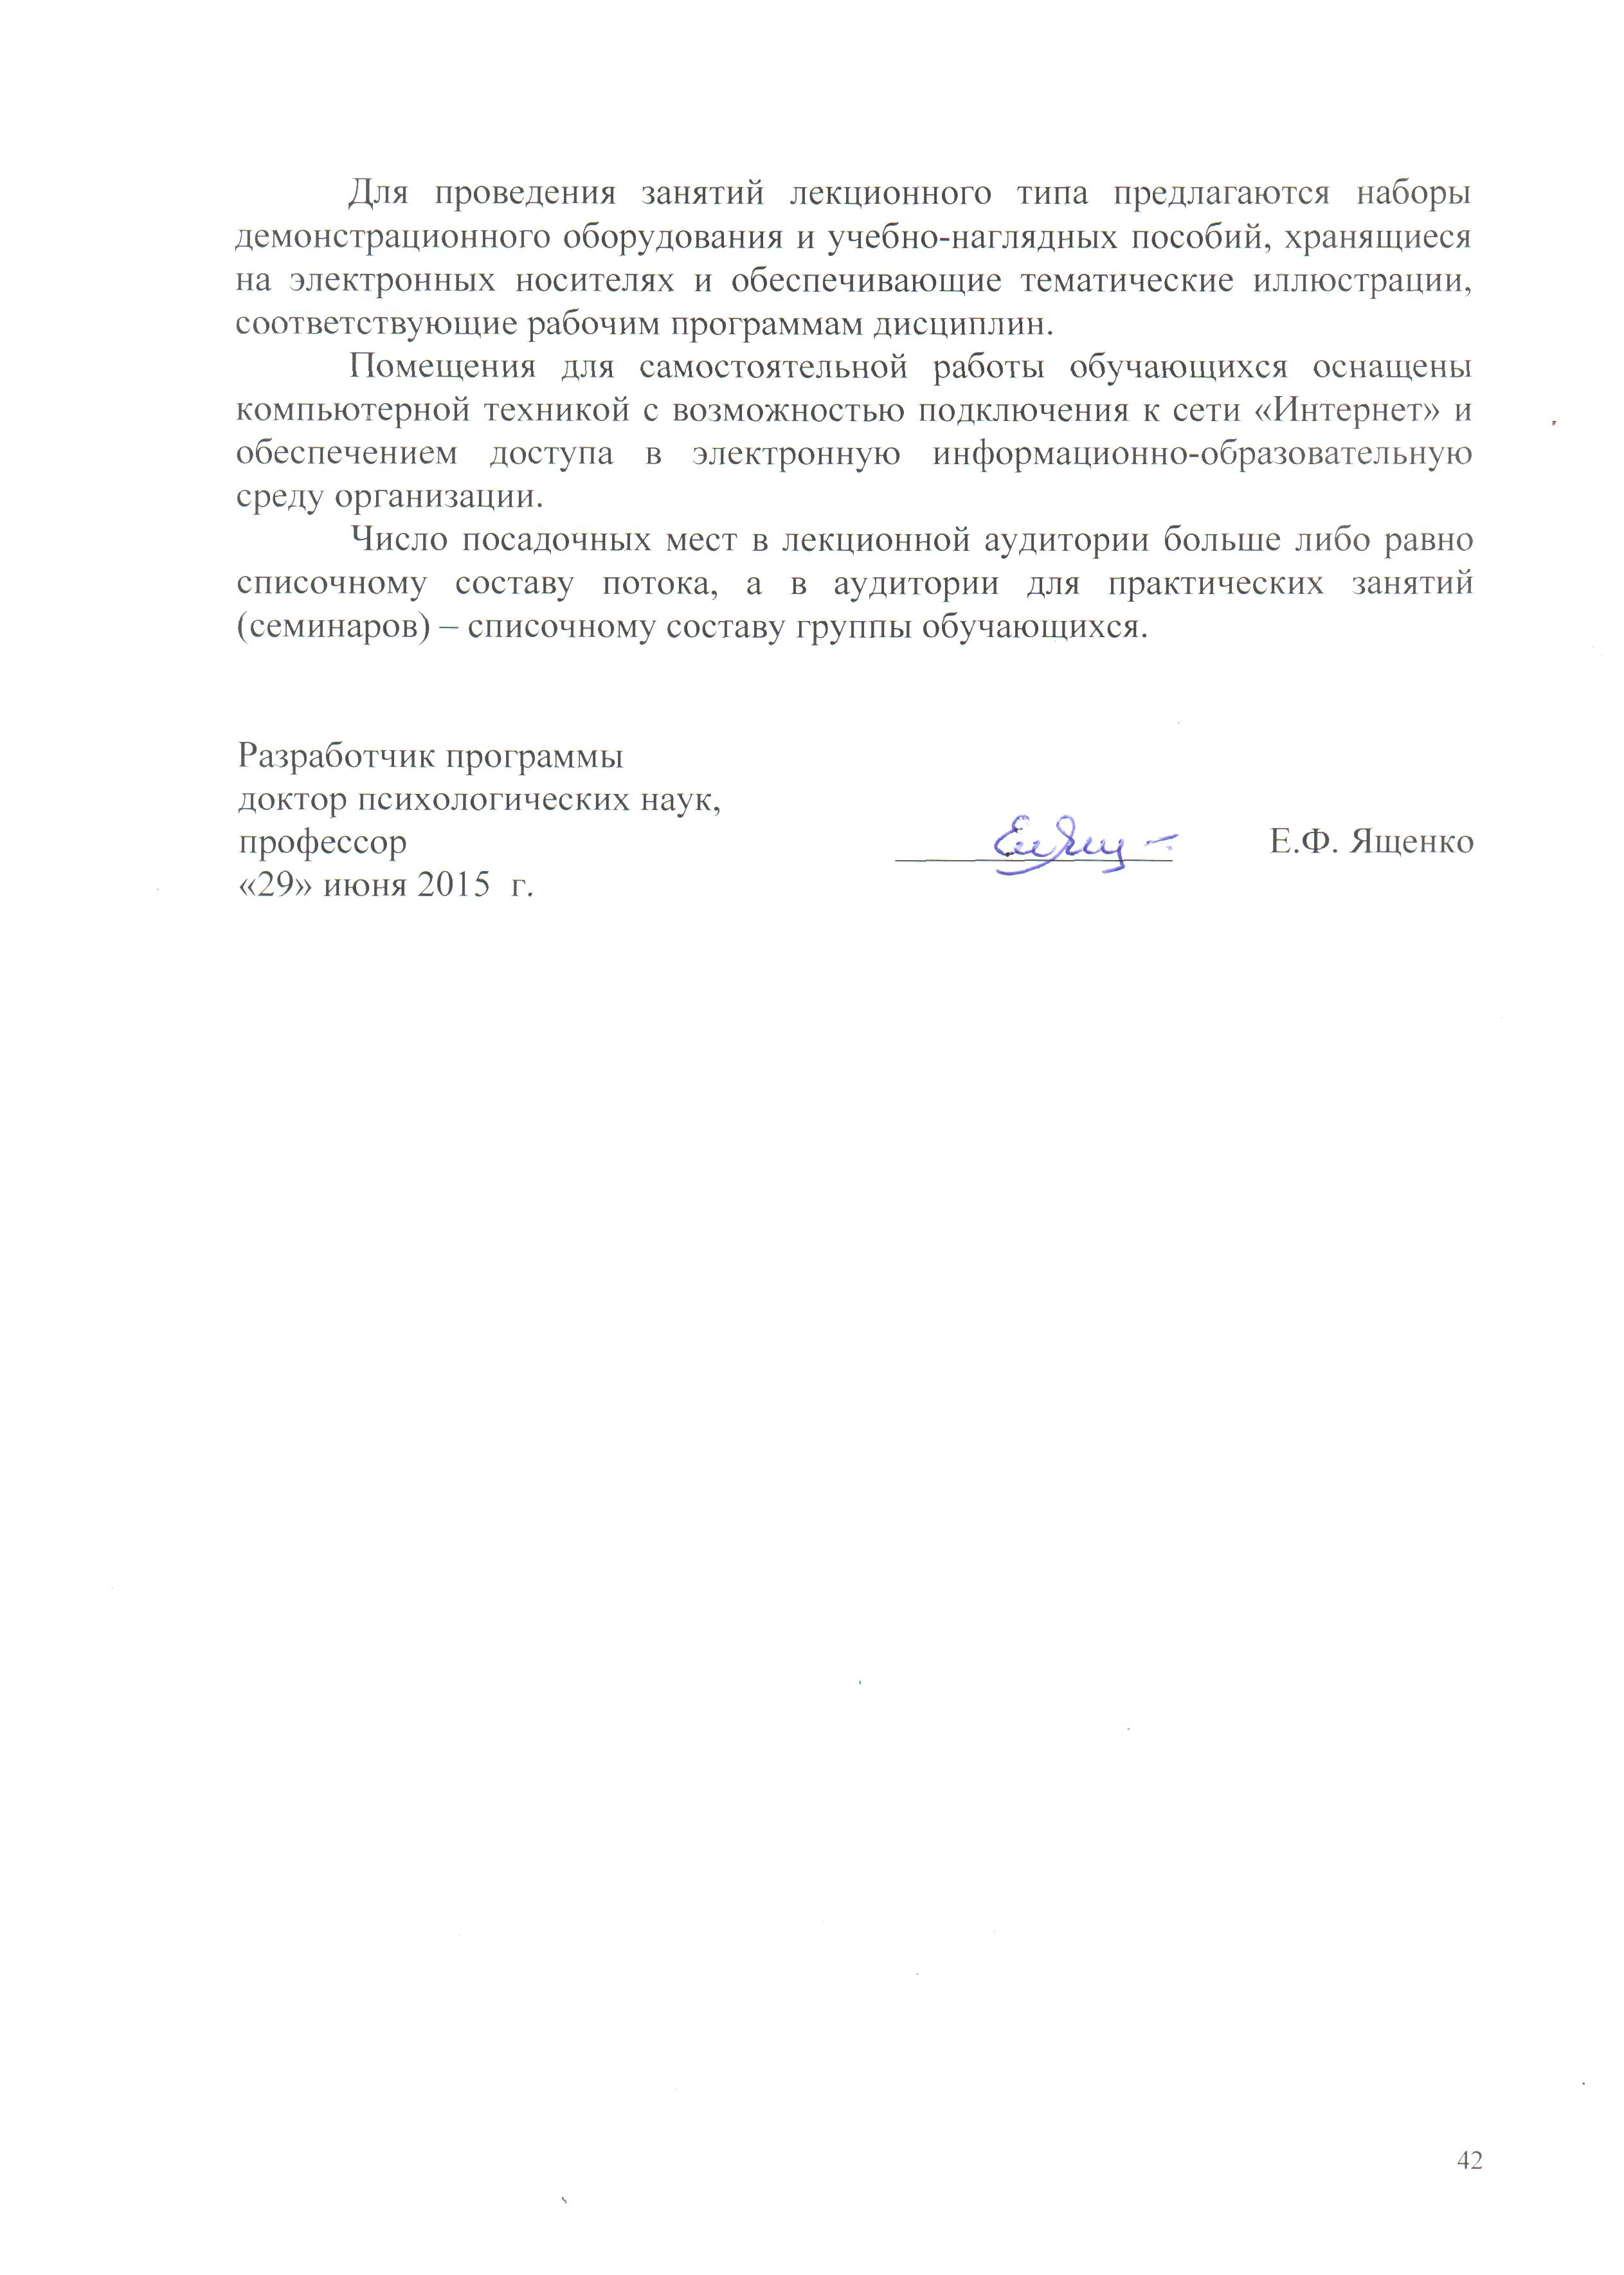 Для проведения занятий лекционного типа предлагаются наборы
демонстрационного оборудования и учебно-наглядных пособий, хранящиеся
на электронных носителях и обеспечивающие тематические иллюстрации,
соответствующие рабочим программам дисциплин.
Помещения для самостоятельной работы обучающихся оснащены
компьютерной техникой с возможностью подключения к сети «Интернет» и
обеспечением доступа в электронную информационно-образовательную
среду организации.
Число посадочных мест в лекционной аудитории больше либо равно
списочному составу потока, а в аудитории для практических занятий
(семинаров) – списочному составу группы обучающихся.
Разработчик программы
доктор психологических наук,
профессор Е.Ф. Ященко
«29» июня 2015 г.
42